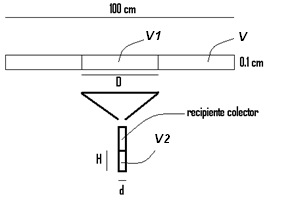 100 cm
V1
V
0.1 cm
D
recipiente colector
V2
H
d